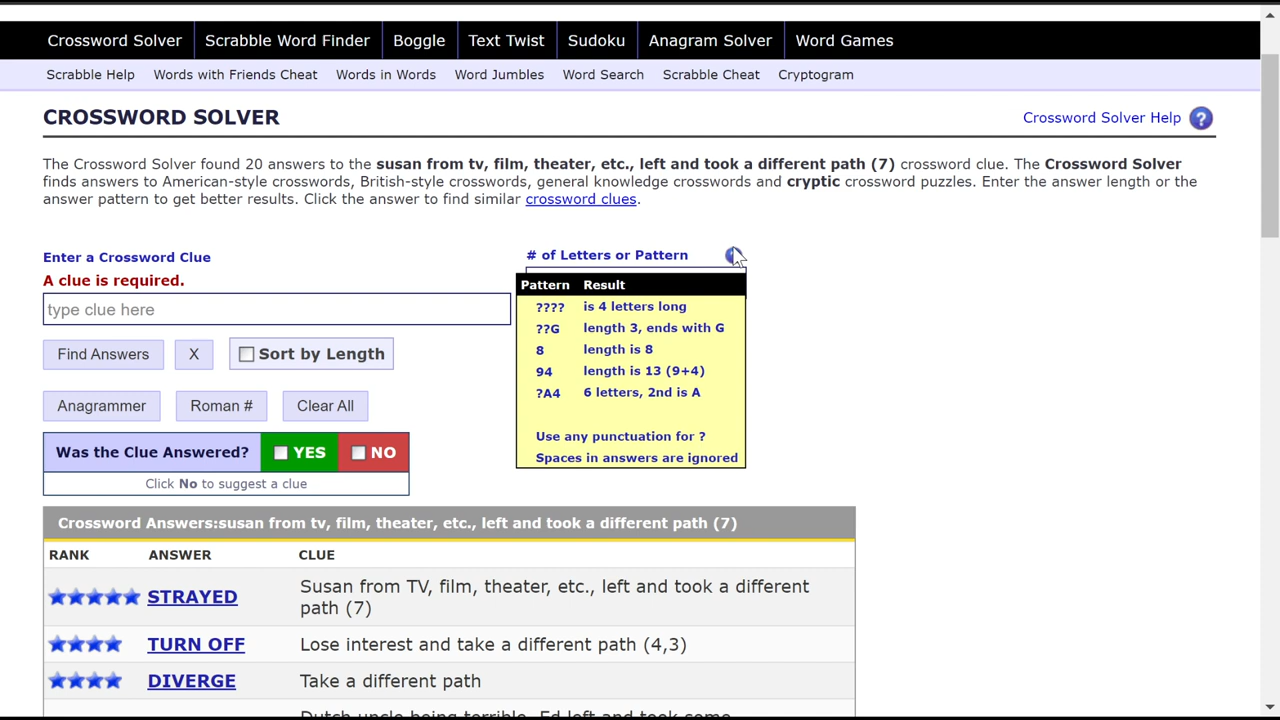 Crossword Solver Scrabble Word Finder Boggle Text Twist Sudoku Anagram Solver Word Games
Scrabble Help Words with Friends Cheat Words in Words Word Jumbles Word Search Scrabble Cheat Cryptogram
CROSSWORD SOLVER
Crossword Solver Help ?
The Crossword Solver found 20 answers to the susan from tv, film, theater, etc., left and took a different path (7) crossword clue. The Crossword Solver
finds answers to American-style crosswords, British-style crosswords, general knowledge crosswords and cryptic crossword puzzles. Enter the answer length or the
answer pattern to get better results. Click the answer to find similar crossword clues.
Enter a Crossword Clue
# of Letters or Pattern
A clue is required.
type clue here
Pattern Result
???? is 4 letters long
??G length 3, ends with G
8 length is 8
94 length is 13 (9+4)
?A4 6 letters, 2nd is A
Use any punctuation for ?
Spaces in answers are ignored
Find Answers X Sort by Length
Anagrammer Roman # Clear All
Was the Clue Answered? YES NO
Click No to suggest a clue
Crossword Answers:susan from tv, film, theater, etc., left and took a different path (7)
RANK ANSWER CLUE
STRAYED Susan from TV, film, theater, etc., left and took a different
path (7)
TURN OFF Lose interest and take a different path (4,3)
DIVERGE Take a different path
Dutch uncle being terrible, Ed left and took some